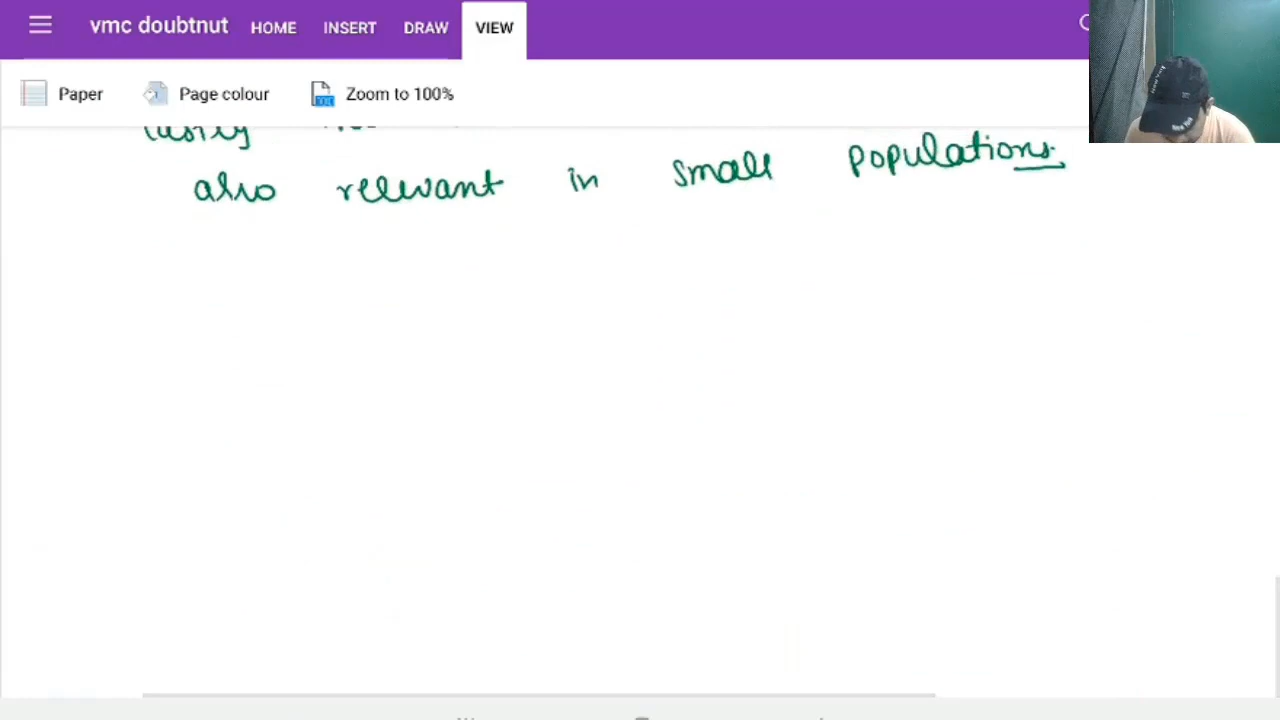 vmc doubtnut HOME INSERT DRAW VIEW
Paper Page colour Zoom to 100%
also relevant in small populations.